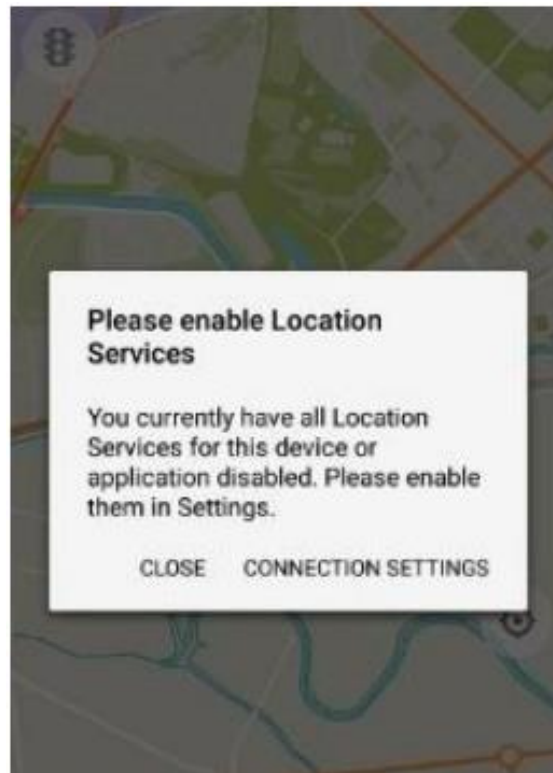 Please enable Location
Services
You currently have all Location
Services for this device or
application disabled. Please enable
them in Settings.
CLOSE CONNECTION SETTINGS